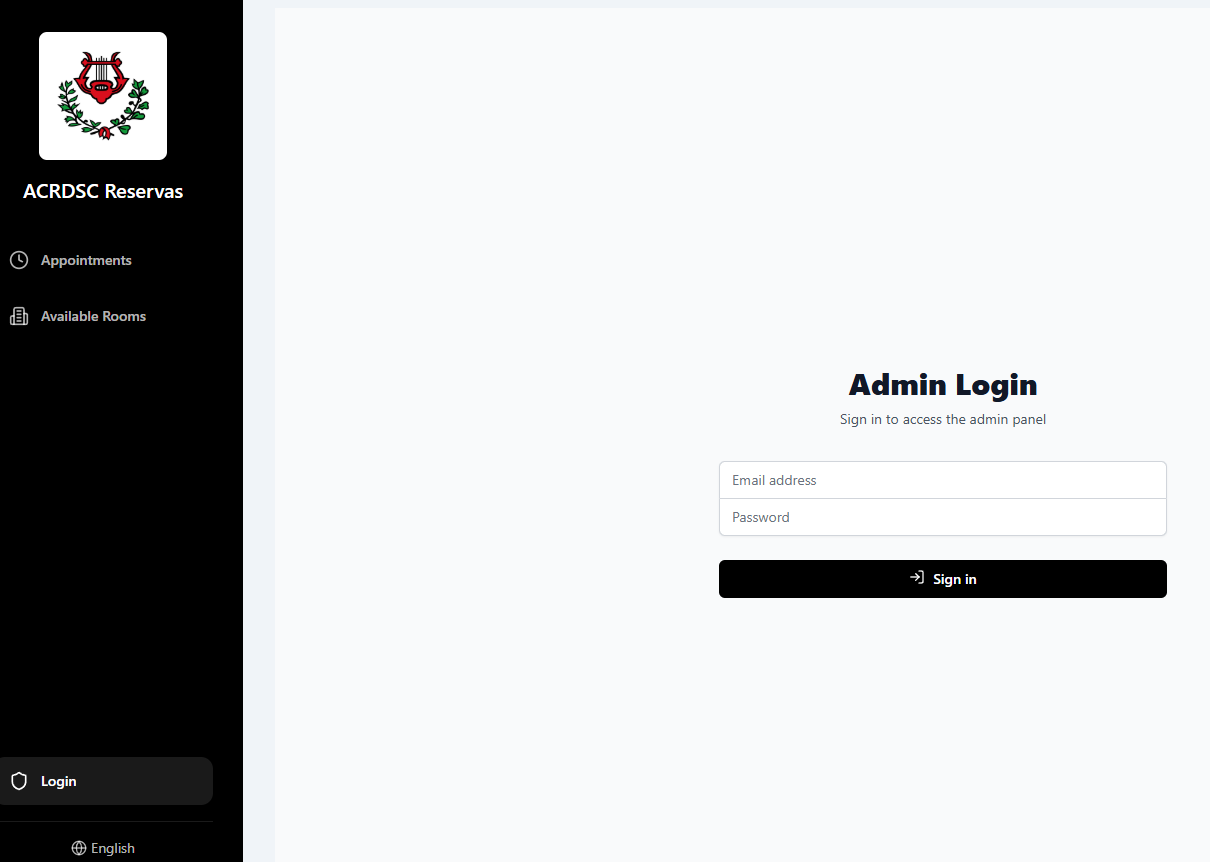 ACRDSC Reservas
Appointments
Available Rooms
Login
English
Admin Login
Sign in to access the admin panel
Email address
Password
Sign in